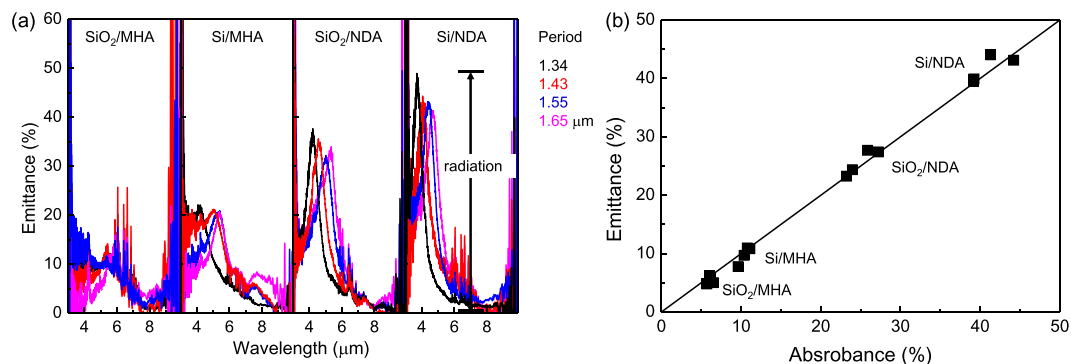 (a)
60
50
40
30
20
10
0
Emittance (%)
SiO2/MHA
Si/MHA
SiO2/NDA
Si/NDA
radiation
4 6 8 4 6 8 4 6 8 4 6 8
Wavelength (μm)
Period
1.34
1.43
1.55
1.65 μm
(b)
50
40
30
20
10
0
Emittance (%)
Si/NDA
SiO2/NDA
Si/MHA
SiO2/MHA
0 10 20 30 40 50
Absrobance (%)